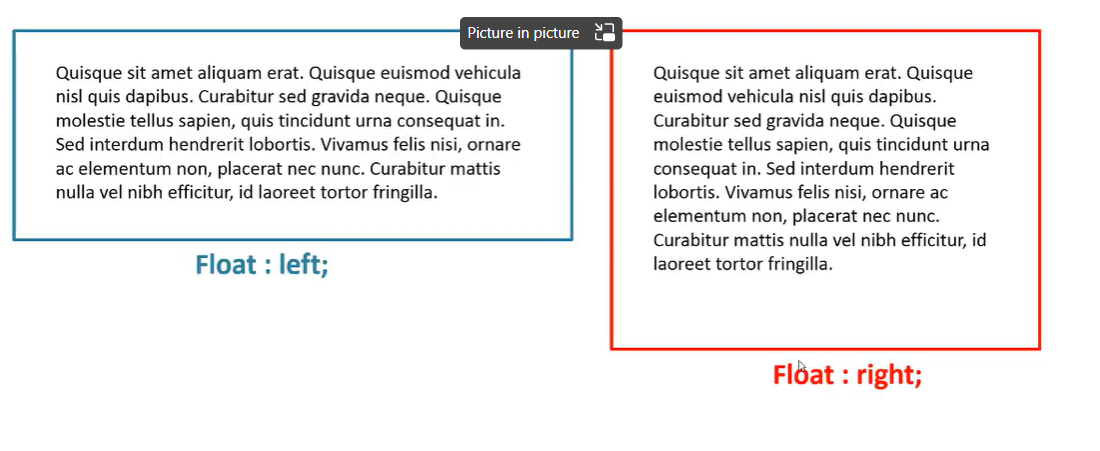 Picture in picture
Quisque sit amet aliquam erat. Quisque euismod vehicula
nisl quis dapibus. Curabitur sed gravida neque. Quisque
molestie tellus sapien, quis tincidunt urna consequat in.
Sed interdum hendrerit lobortis. Vivamus felis nisi, ornare
ac elementum non, placerat nec nunc. Curabitur mattis
nulla vel nibh efficitur, id laoreet tortor fringilla.
Float : left;
Quisque sit amet aliquam erat. Quisque
euismod vehicula nisl quis dapibus.
Curabitur sed gravida neque. Quisque
molestie tellus sapien, quis tincidunt urna
consequat in. Sed interdum hendrerit
lobortis. Vivamus felis nisi, ornare ac
elementum non, placerat nec nunc.
Curabitur mattis nulla vel nibh efficitur, id
laoreet tortor fringilla.
Float : right;